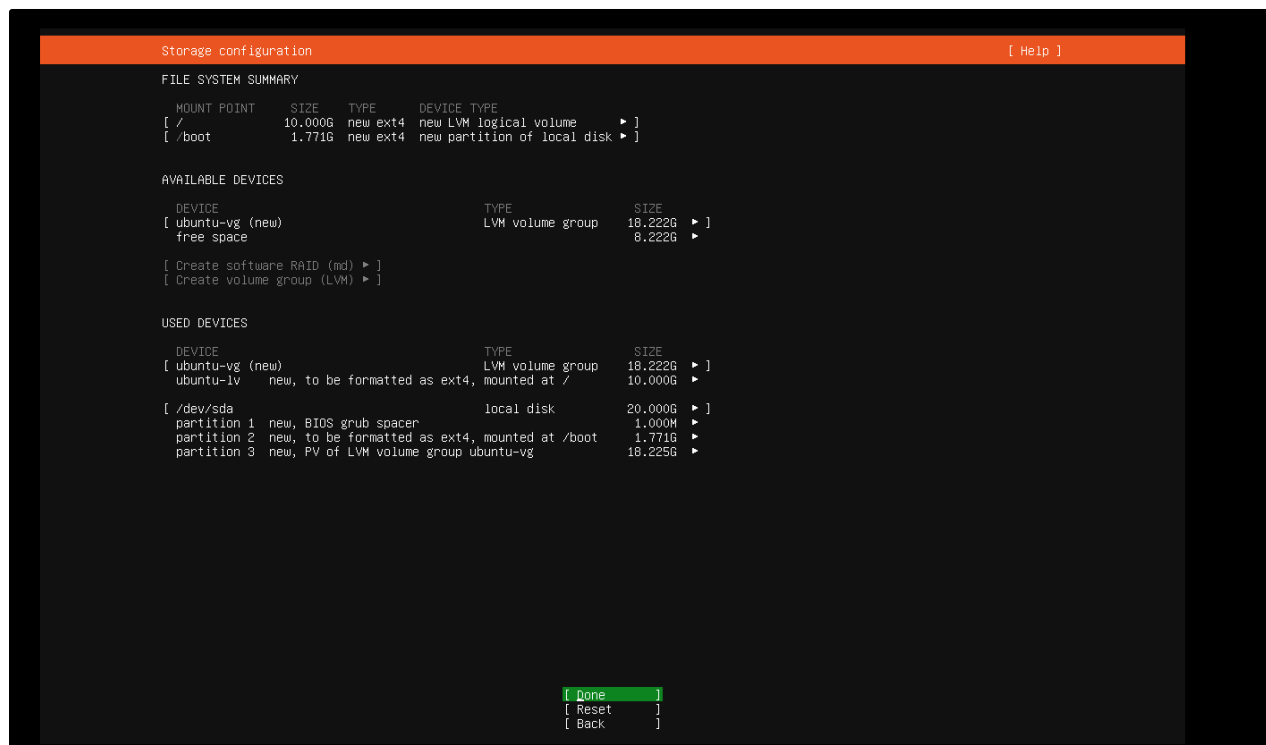 Storage configuration [ Help ]
FILE SYSTEM SUMMARY
MOUNT POINT SIZE TYPE DEVICE TYPE
[ / 10.000G new ext4 new LVM logical volume ▸ ]
[ /boot 1.771G new ext4 new partition of local disk ▸ ]
AVAILABLE DEVICES
DEVICE TYPE SIZE
[ ubuntu-vg (new) LVM volume group 18.222G ▸ ]
free space 8.222G ▸
[ Create software RAID (md) ▸ ]
[ Create volume group (LVM) ▸ ]
USED DEVICES
DEVICE TYPE SIZE
[ ubuntu-vg (new) LVM volume group 18.222G ▸ ]
ubuntu-lv new, to be formatted as ext4, mounted at / 10.000G ▸
[ /dev/sda local disk 20.000G ▸ ]
partition 1 new, BIOS grub spacer 1.000M ▸
partition 2 new, to be formatted as ext4, mounted at /boot 1.771G ▸
partition 3 new, PV of LVM volume group ubuntu-vg 18.225G ▸
[ Done ]
[ Reset ]
[ Back ]